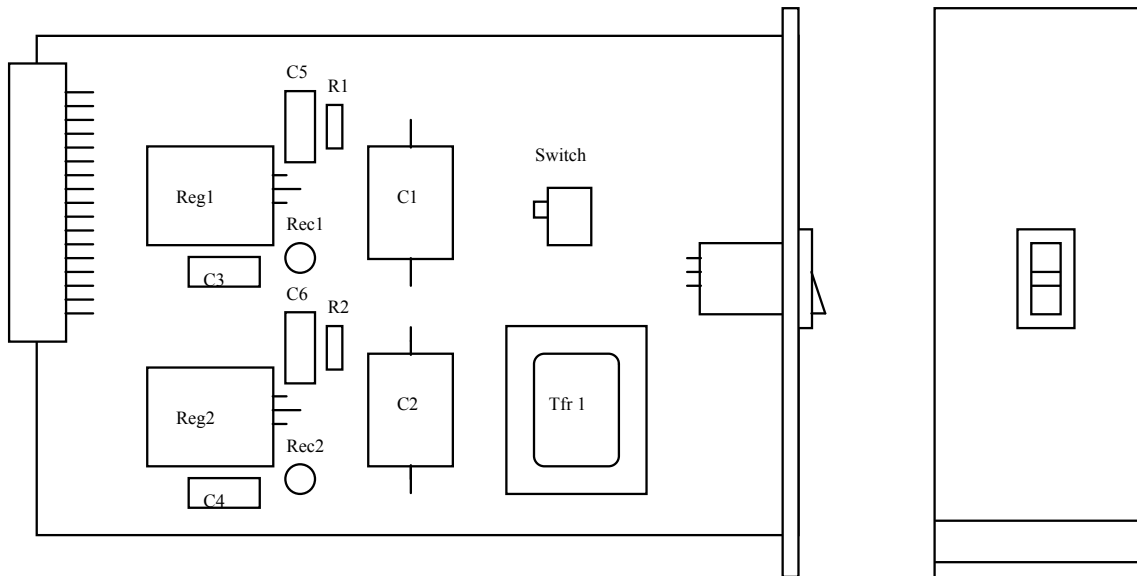 C5
R1
Switch
Reg1
C1
Rec1
C3
C6
R2
Reg2
C2
Tfr 1
Rec2
C4